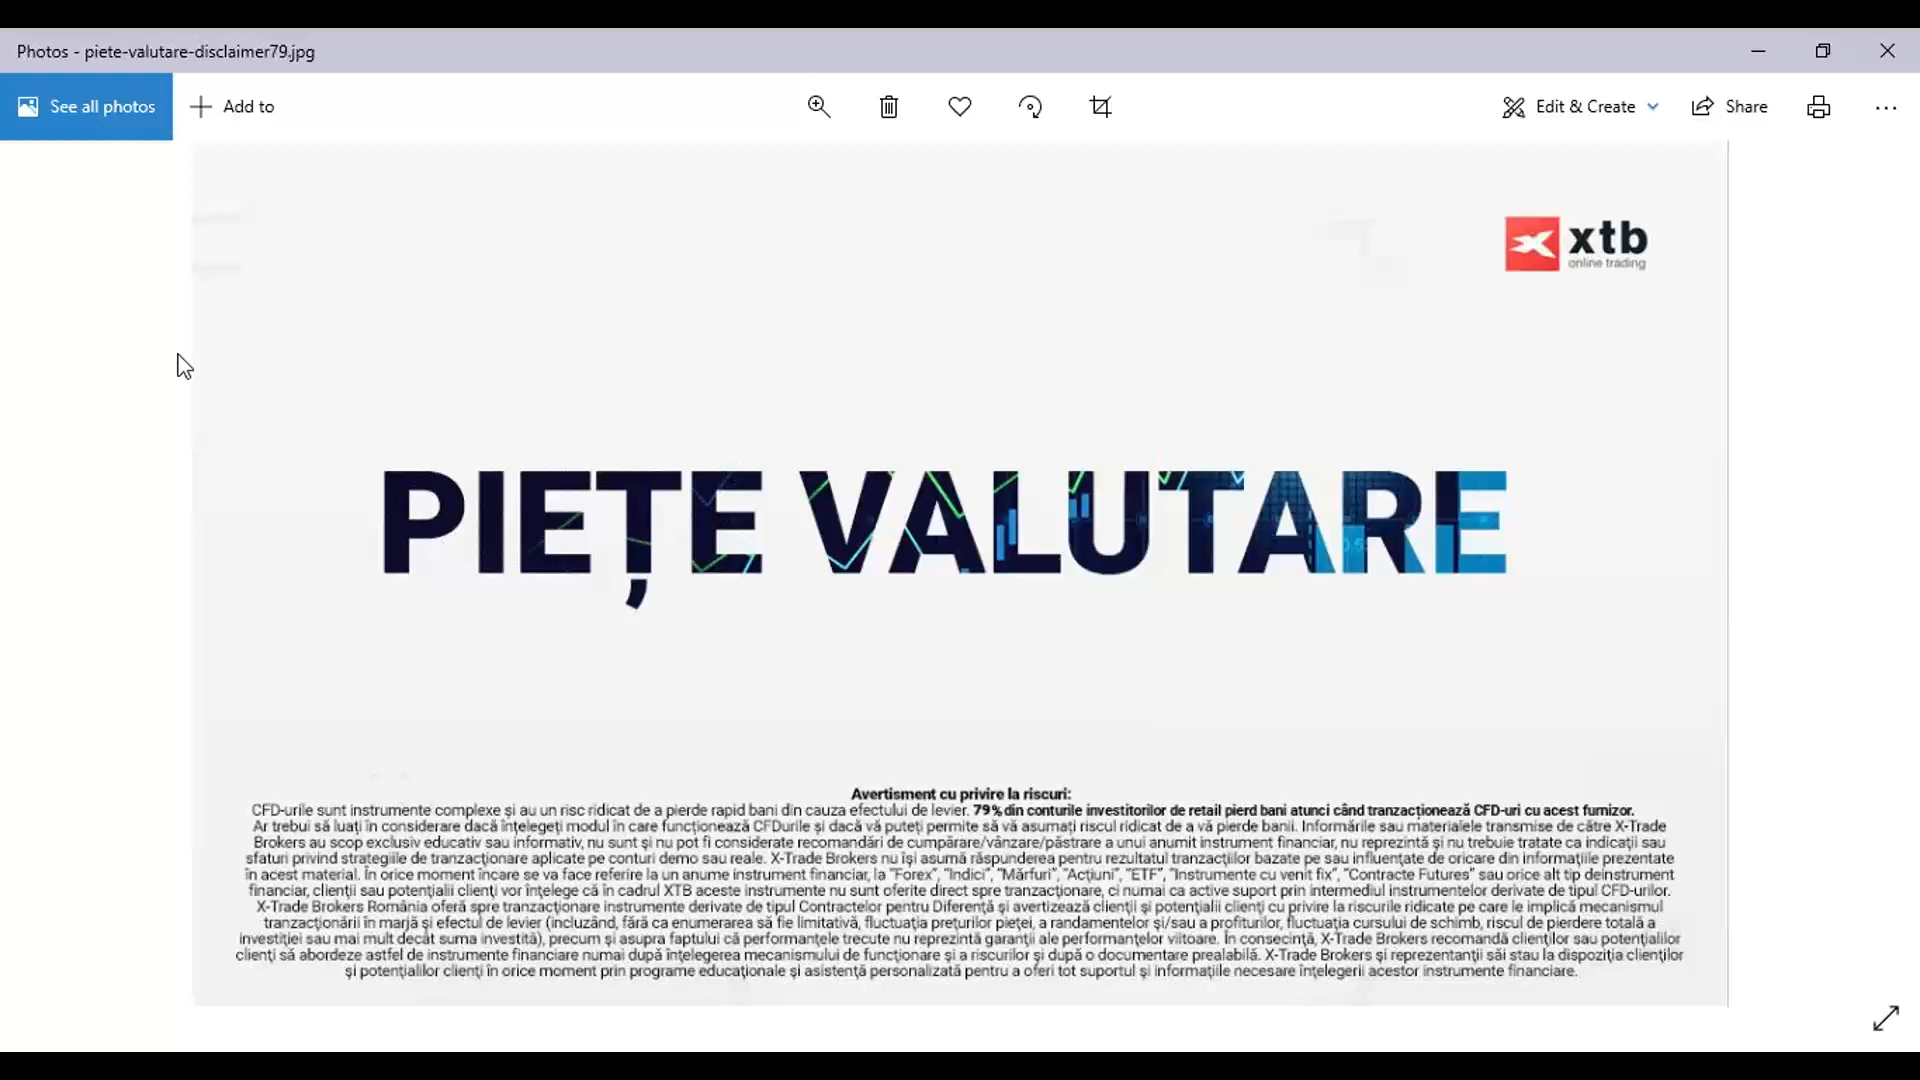 Photos - piete-valutare-disclaimer79.jpg
See all photos
Add to
Edit & Create
Share
xtb
online trading
PIEȚE VALUTARE
Avertisment cu privire la riscuri:
CFD-urile sunt instrumente complexe și au un risc ridicat de a pierde rapid bani din cauza efectului de levier. 79% din conturile investitorilor de retail pierd bani atunci când tranzacționează CFD-uri cu acest furnizor.
Ar trebui să luați în considerare dacă înțelegeți modul în care funcționează CFDurile și dacă vă puteți permite să vă asumați riscul ridicat de a vă pierde banii. Informările sau materialele transmise de către X-Trade
Brokers au scop exclusiv educativ sau informativ, nu sunt și nu pot fi considerate recomandări de cumpărare/vânzare/păstrare a unui anumit instrument financiar, nu reprezintă și nu trebuie tratate ca indicații sau
sfaturi privind strategiile de tranzacționare aplicate pe conturi demo sau reale. X-Trade Brokers nu își asumă răspunderea pentru rezultatul tranzacțiilor bazate pe sau influențate de oricare din informațiile prezentate
în acest material. În orice moment încare se va face referire la un anume instrument financiar, la "Forex", "Indici", "Mărfuri", "Acțiuni", "ETF", "Instrumente cu venit fix", "Contracte Futures" sau orice alt tip deinstrument
financiar, clienții sau potențialii clienți vor înțelege că în cadrul XTB aceste instrumente nu sunt oferite direct spre tranzacționare, ci numai ca active suport prin intermediul instrumentelor derivate de tipul CFD-urilor.
X-Trade Brokers România oferă spre tranzacționare instrumente derivate de tipul Contractelor pentru Diferență și avertizează clienții și potențialii clienți cu privire la riscurile ridicate pe care le implică mecanismul
tranzacționării în marjă și efectul de levier (incluzând, fără ca enumerarea să fie limitativă, fluctuația prețurilor pieței, a randamentelor și/sau a profiturilor, fluctuația cursului de schimb, riscul de pierdere totală a
investiției sau mai mult decât suma investită), precum și asupra faptului că performanțele trecute nu reprezintă garanții ale performanțelor viitoare. În consecință, X-Trade Brokers recomandă clienților sau potențialilor
clienți să abordeze astfel de instrumente financiare numai după înțelegerea mecanismului de funcționare și a riscurilor și după o documentare prealabilă. X-Trade Brokers și reprezentanții săi stau la dispoziția clienților
și potențialilor clienți în orice moment prin programe educaționale și asistență personalizată pentru a oferi tot suportul și informațiile necesare înțelegerii acestor instrumente financiare.